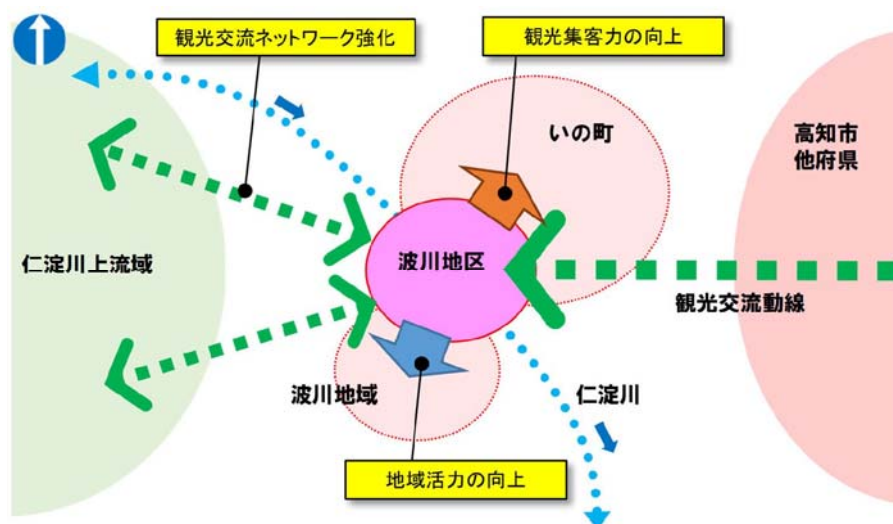 観光交流ネットワーク強化
観光集客力の向上
いの町
高知市
他府県
仁淀川上流域
波川地区
観光交流動線
波川地域
仁淀川
地域活力の向上